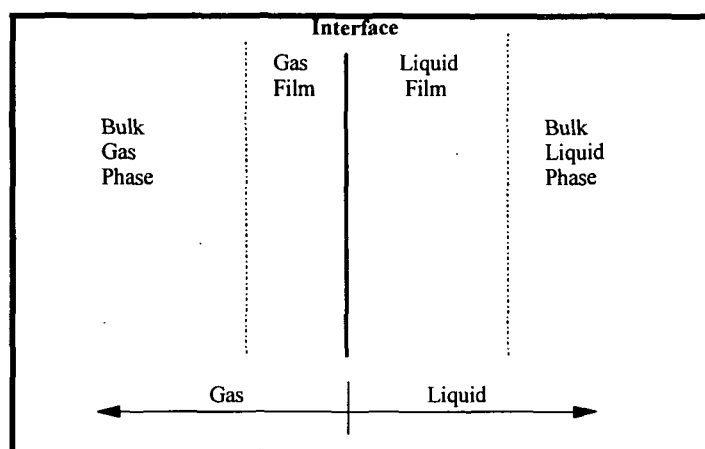 Interface
Gas
Film
Liquid
Film
Bulk
Gas
Phase
Bulk
Liquid
Phase
Gas
Liquid